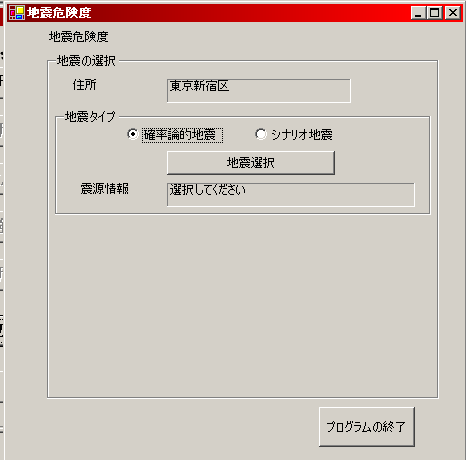 地震危険度
地震危険度
地震の選択
住所
東京新宿区
地震タイプ
確率論的地震
シナリオ地震
地震選択
震源情報
選択してください
プログラムの終了